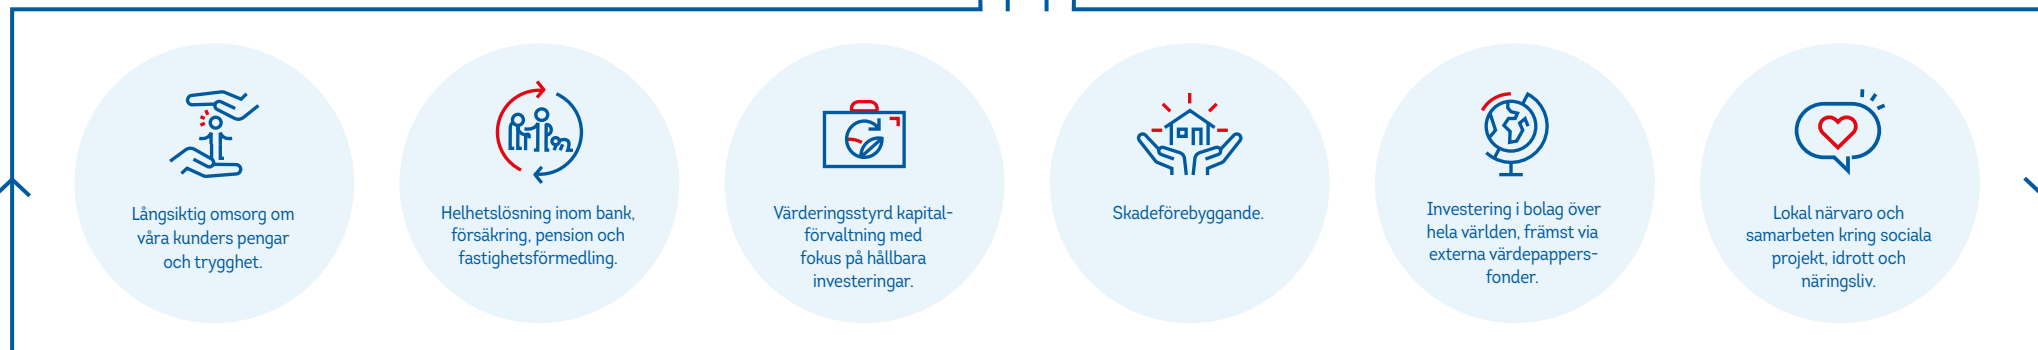 Långsiktig omsorg om
våra kunders pengar
och trygghet.
Helhetslösning inom bank,
försäkring, pension och
fastighetsförmedling.
Värderingsstyrd kapital-
förvaltning med
fokus på hållbara
investeringar.
Skadeförebyggande.
Investering i bolag över
hela världen, främst via
externa värdepappers-
fonder.
Lokal närvaro och
samarbeten kring sociala
projekt, idrott och
näringsliv.